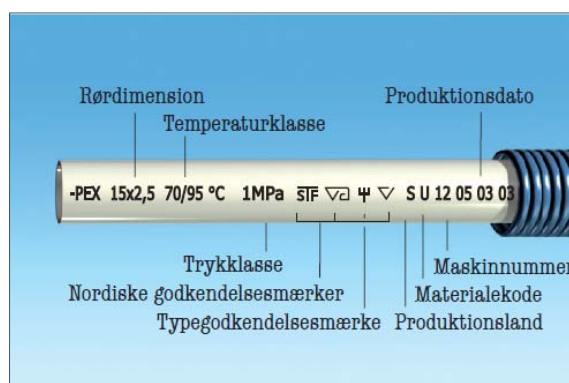 Rørdimension Produktionsdato
Temperaturklasse
-PEX 15x2,5 70/95 °C 1MPa STF VA Ψ ▽ S U 12 05 03 03
Trykklasse Maskinnummer
Nordiske godkendelsesmærker Materialekode
Typegodkendelsesmærke Produktionsland